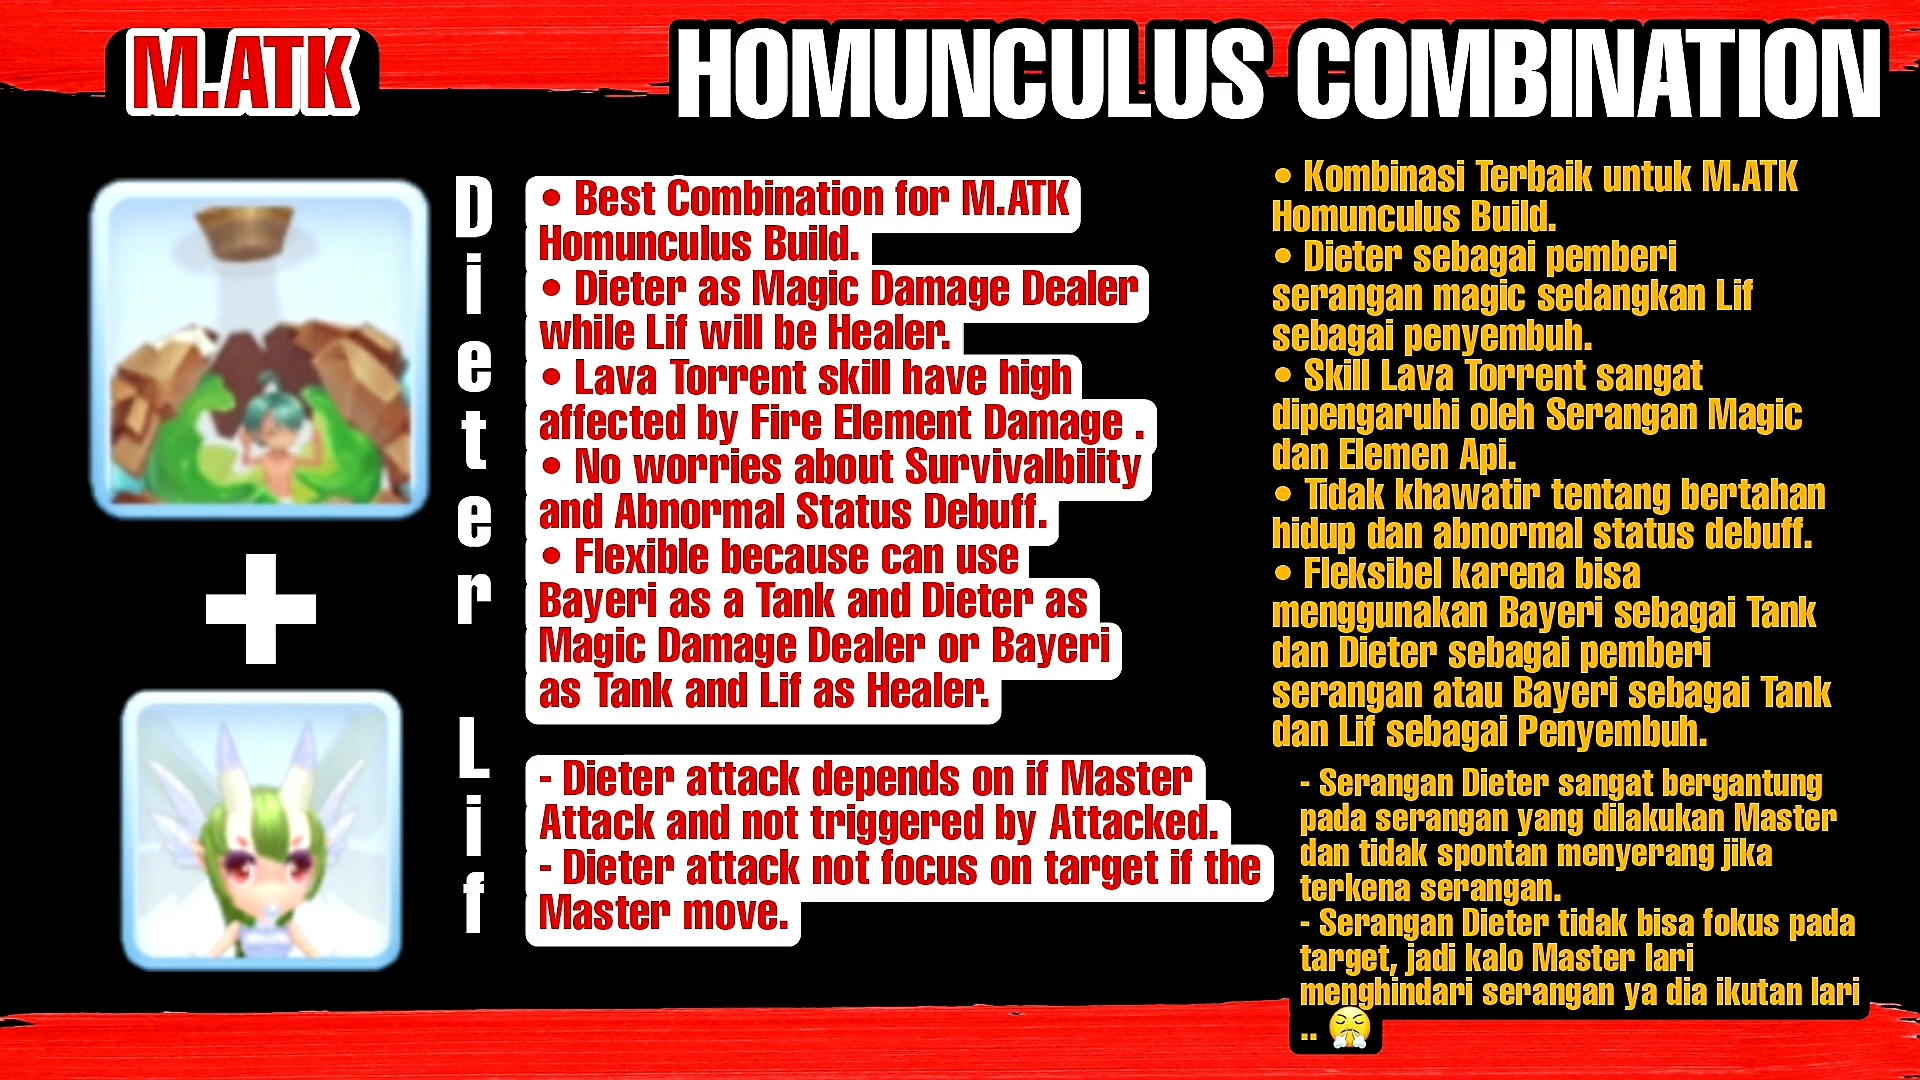 M.ATK
HOMUNCULUS COMBINATION
Dieter
Lif
• Best Combination for M.ATK
Homunculus Build.
• Dieter as Magic Damage Dealer
while Lif will be Healer.
• Lava Torrent skill have high
affected by Fire Element Damage .
• No worries about Survivalbility
and Abnormal Status Debuff.
• Flexible because can use
Bayeri as a Tank and Dieter as
Magic Damage Dealer or Bayeri
as Tank and Lif as Healer.
- Dieter attack depends on if Master
Attack and not triggered by Attacked.
- Dieter attack not focus on target if the
Master move.
• Kombinasi Terbaik untuk M.ATK
Homunculus Build.
• Dieter sebagai pemberi
serangan magic sedangkan Lif
sebagai penyembuh.
• Skill Lava Torrent sangat
dipengaruhi oleh Serangan Magic
dan Elemen Api.
• Tidak khawatir tentang bertahan
hidup dan abnormal status debuff.
• Fleksibel karena bisa
menggunakan Bayeri sebagai Tank
dan Dieter sebagai pemberi
serangan atau Bayeri sebagai Tank
dan Lif sebagai Penyembuh.
- Serangan Dieter sangat bergantung
pada serangan yang dilakukan Master
dan tidak spontan menyerang jika
terkena serangan.
- Serangan Dieter tidak bisa fokus pada
target, jadi kalo Master lari
menghindari serangan ya dia ikutan lari
.. 😤